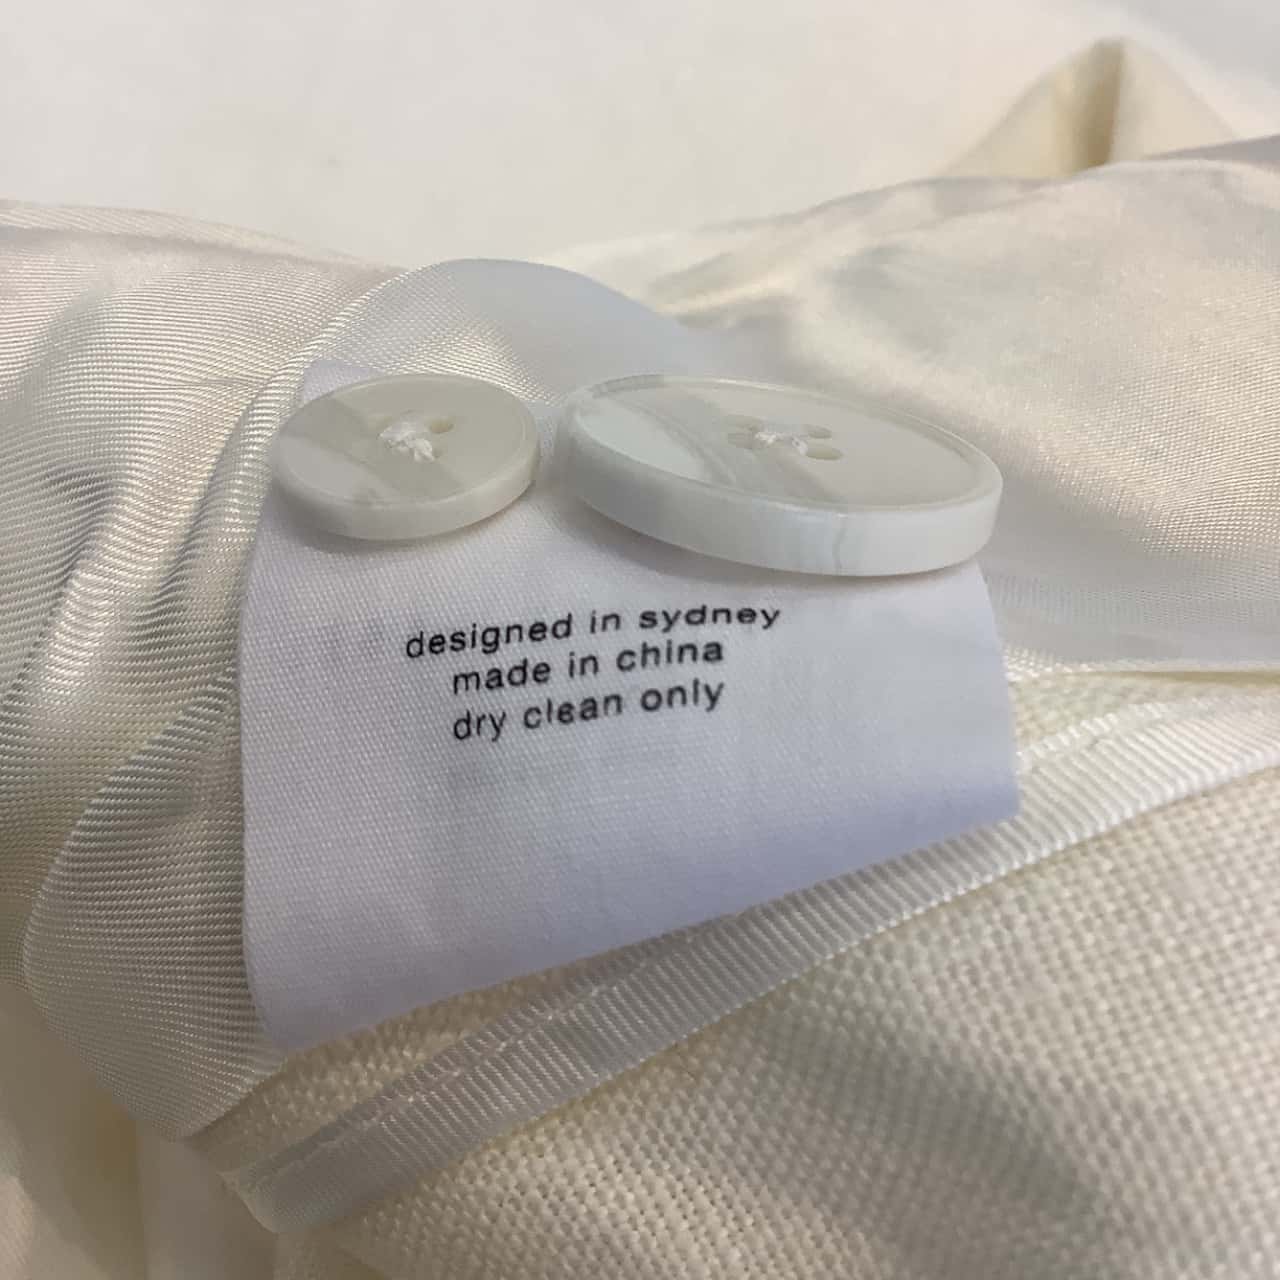 designed in sydney
made in china
dry clean only